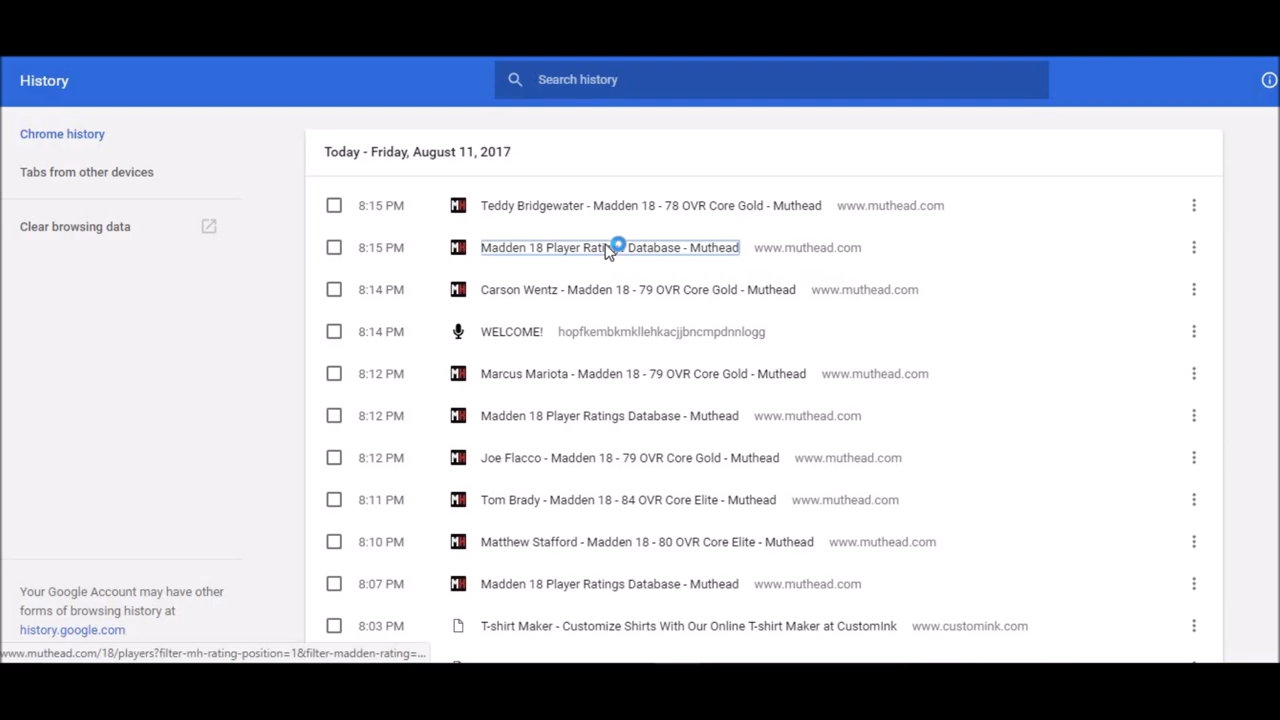 History
Search history
Chrome history
Tabs from other devices
Clear browsing data
Today - Friday, August 11, 2017
8:15 PM Teddy Bridgewater - Madden 18 - 78 OVR Core Gold - Muthead www.muthead.com
8:15 PM Madden 18 Player Ratings Database - Muthead www.muthead.com
8:14 PM Carson Wentz - Madden 18 - 79 OVR Core Gold - Muthead www.muthead.com
8:14 PM WELCOME! hopfkembkmkllehkacjjbncmpdnnlogg
8:12 PM Marcus Mariota - Madden 18 - 79 OVR Core Gold - Muthead www.muthead.com
8:12 PM Madden 18 Player Ratings Database - Muthead www.muthead.com
8:12 PM Joe Flacco - Madden 18 - 79 OVR Core Gold - Muthead www.muthead.com
8:11 PM Tom Brady - Madden 18 - 84 OVR Core Elite - Muthead www.muthead.com
8:10 PM Matthew Stafford - Madden 18 - 80 OVR Core Elite - Muthead www.muthead.com
8:07 PM Madden 18 Player Ratings Database - Muthead www.muthead.com
8:03 PM T-shirt Maker - Customize Shirts With Our Online T-shirt Maker at CustomInk www.customink.com
Your Google Account may have other
forms of browsing history at
history.google.com
www.muthead.com/18/players?filter-mh-rating-position=1&filter-madden-rating=...